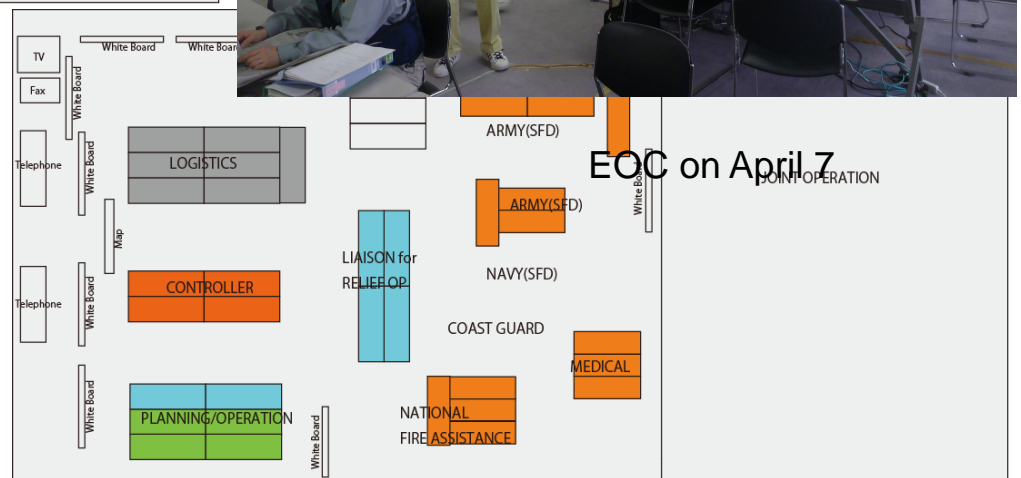 White Board
White Boar
TV
Fax
White Board
ARMY(SFD)
EOC on April 7
Telephone
White Board
LOGISTICS
White Board
JOINT OPERATION
ARMY(SFD)
Map
LIAISON for
RELIEF OP
NAVY(SFD)
Telephone
White Board
CONTROLLER
COAST GUARD
MEDICAL
White Board
PLANNING/OPERATION
NATIONAL
FIRE ASSISTANCE
White Board